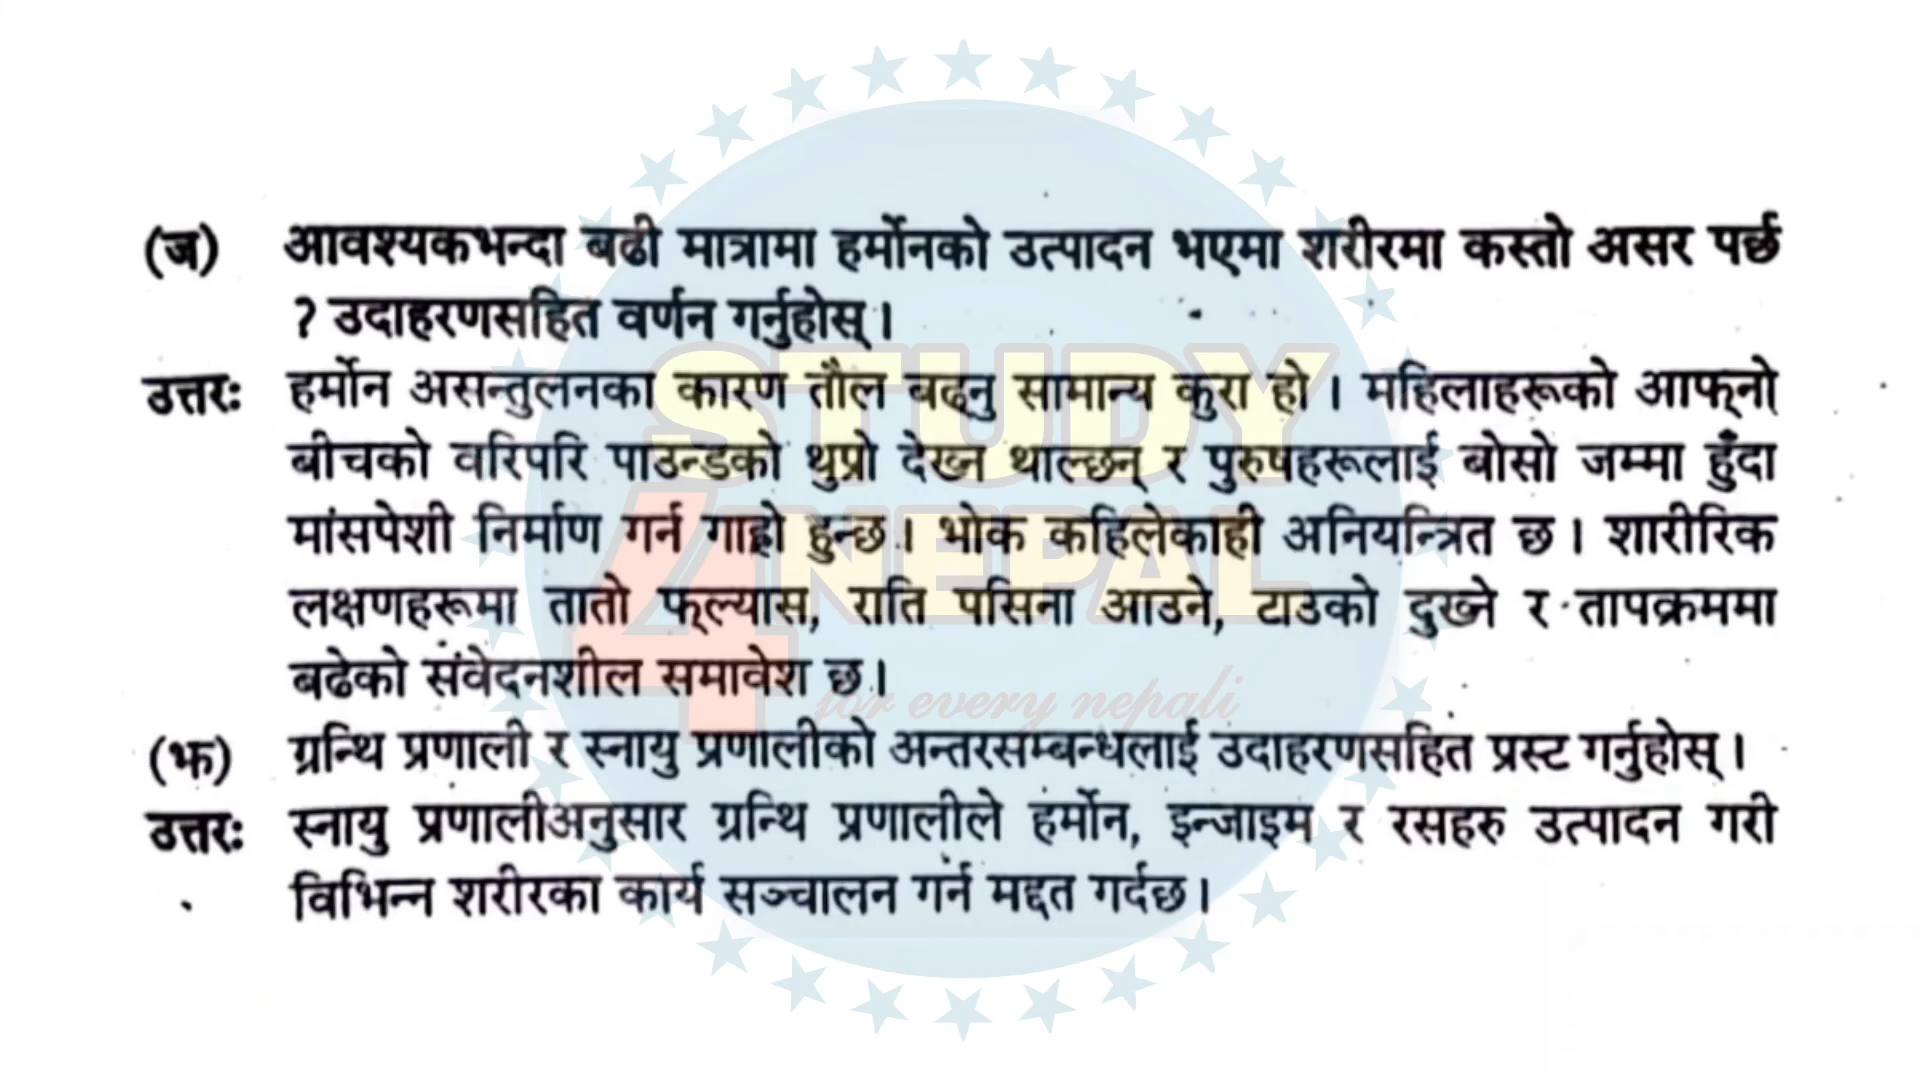 (ज) आवश्यकभन्दा बढी मात्रामा हर्मोनको उत्पादन भएमा शरीरमा कस्तो असर पर्छ
? उदाहरणसहित वर्णन गर्नुहोस् ।
उत्तरः हर्मोन असन्तुलनका कारण तौल बढ्नु सामान्य कुरा हो । महिलाहरूको आफ्‌नो
बीचको वरिपरि पाउन्डको थुप्रो देख्न थाल्छन् र पुरुषहरूलाई बोसो जम्मा हुँदा
मांसपेशी निर्माण गर्न गाह्रो हुन्छ । भोक कहिलेकाही अनियन्त्रित छ । शारीरिक
लक्षणहरूमा तातो फ्ल्यास, राति पसिना आउने, टाउको दुख्ने र तापक्रममा
बढेको संवेदनशील समावेश छ ।
(झ) ग्रन्थि प्रणाली र स्नायु प्रणालीको अन्तरसम्बन्धलाई उदाहरणसहित प्रस्ट गर्नुहोस् ।
उत्तरः स्नायु प्रणालीअनुसार ग्रन्थि प्रणालीले हर्मोन, इन्जाइम र रसहरु उत्पादन गरी
विभिन्न शरीरका कार्य सञ्चालन गर्न मद्दत गर्दछ ।
STUDY
4 NEPAL
for every nepali